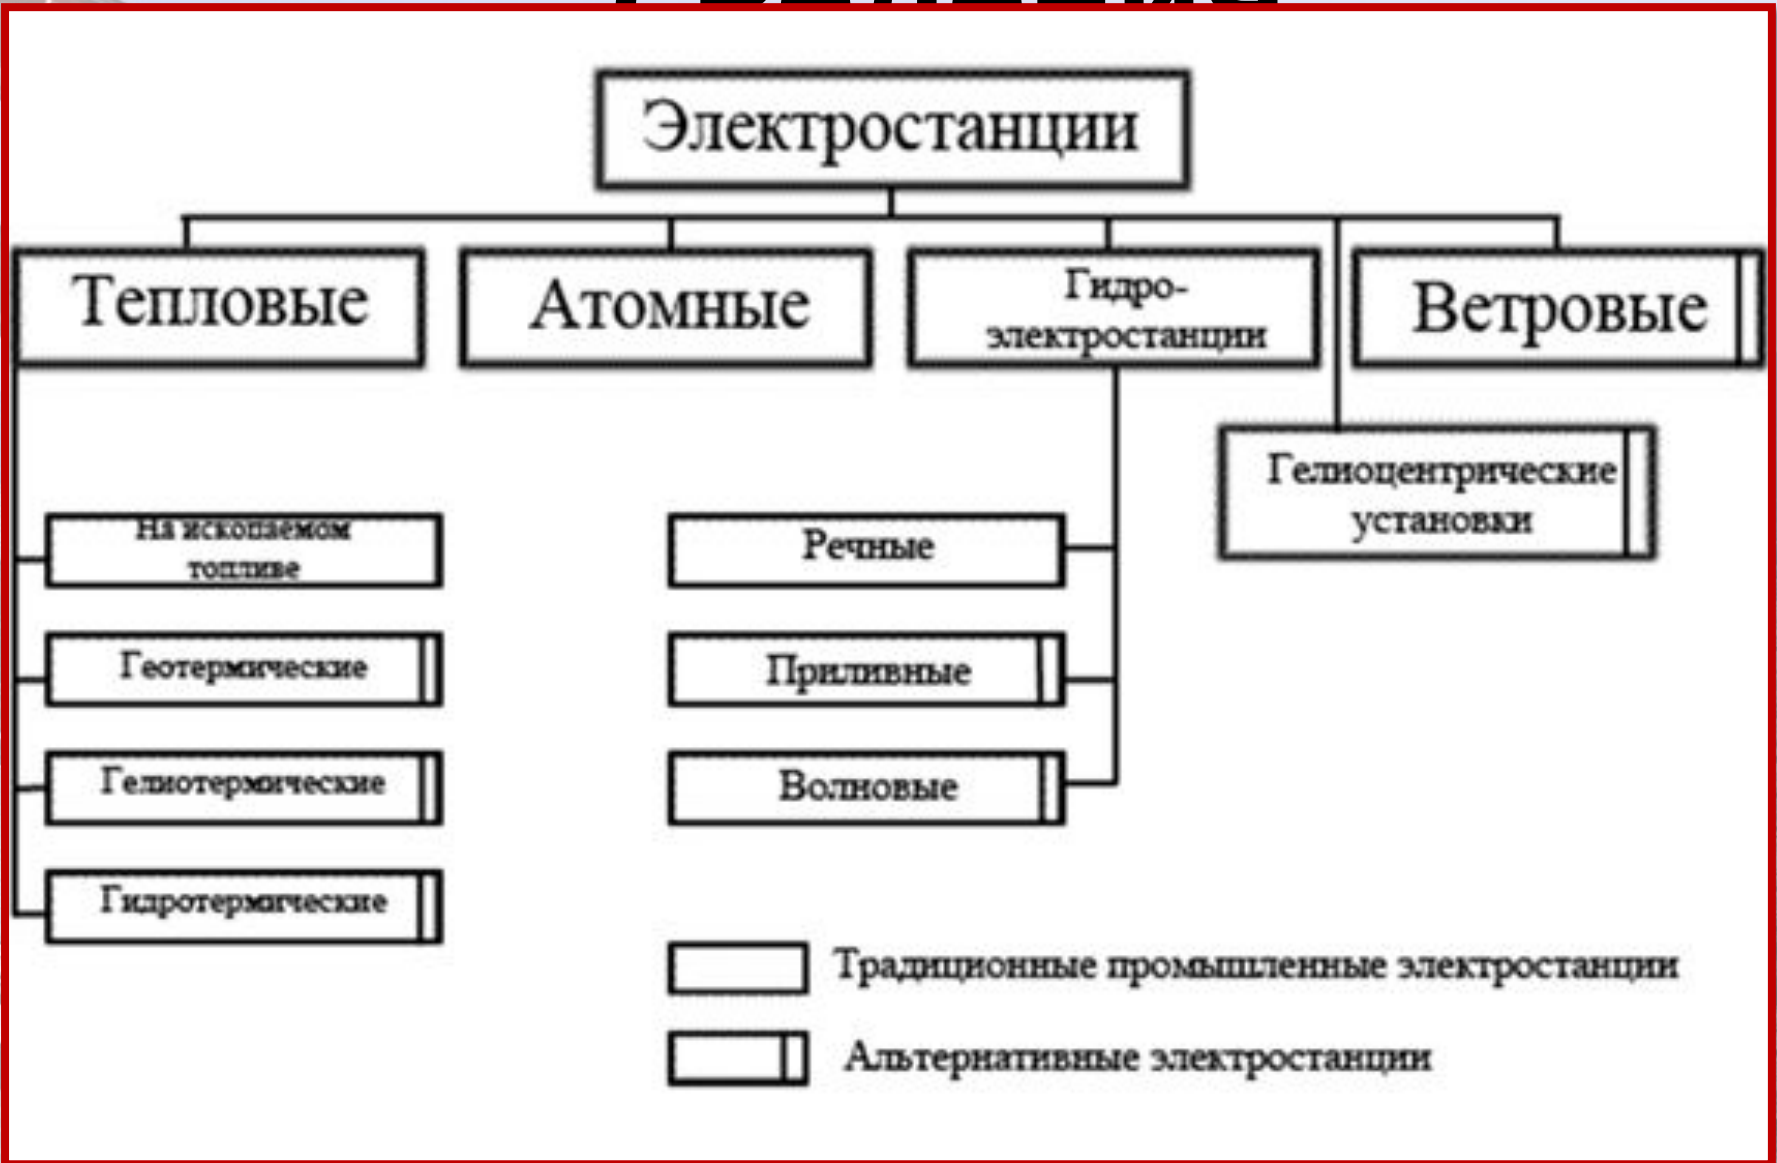 Электростанции
Тепловые
Атомные
Гидро-
электростанции
Ветровые
Гелиоцентрические
установки
На ископаемом
топливе
Геотермические
Гелиотермические
Гидротермические
Речные
Приливные
Волновые
Традиционные промышленные электростанции
Альтернативные электростанции